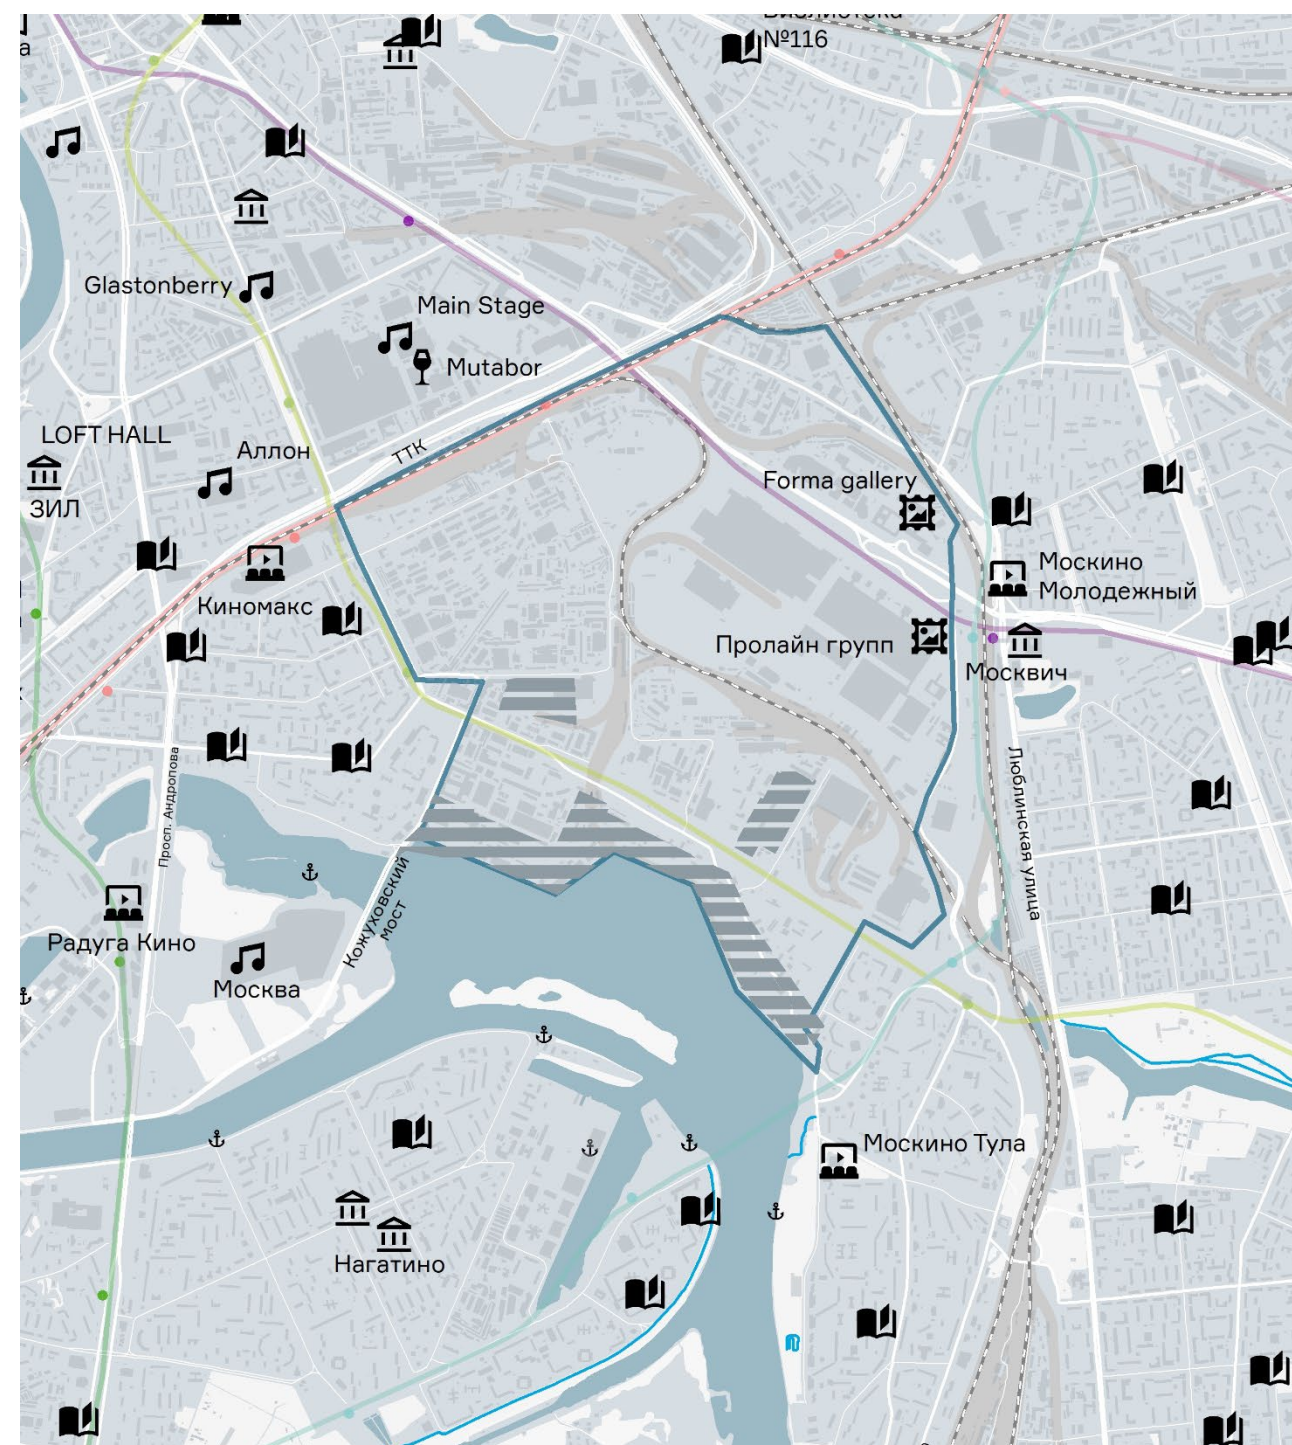 Библиотека
№116
а
Glastonberry
Main Stage
Mutabor
ТТК
LOFT HALL
Аллон
ЗИЛ
Forma gallery
Москино
Молодежный
Киномакс
Пролайн групп
Москвич
Просп. Андропова
Люблинская улица
Кожуховский
мост
Радуга Кино
Москва
Москино Тула
Нагатино